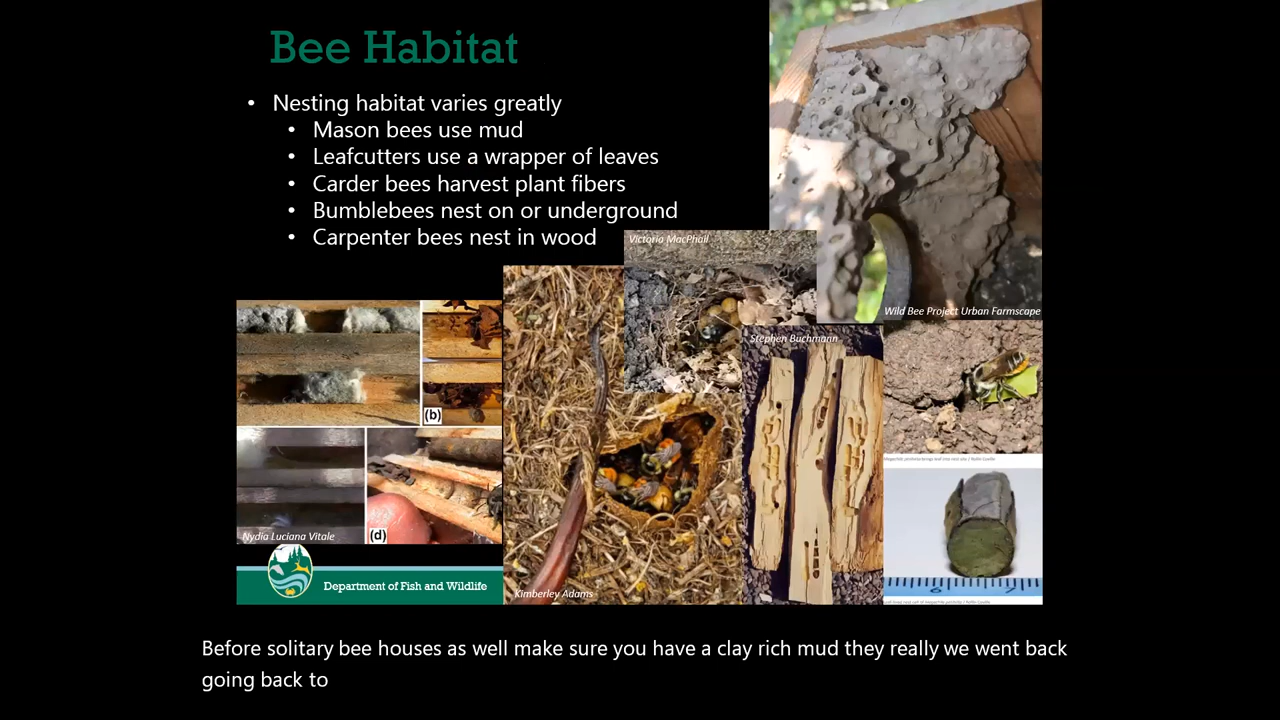 Bee Habitat
• Nesting habitat varies greatly
• Mason bees use mud
• Leafcutters use a wrapper of leaves
• Carder bees harvest plant fibers
• Bumblebees nest on or underground
• Carpenter bees nest in wood
Victoria MacPhail
Wild Bee Project Urban Farmscape
Stephen Buchmann
(b)
(d)
Nydia Luciana Vitale
Kimberley Adams
Department of Fish and Wildlife
Before solitary bee houses as well make sure you have a clay rich mud they really we went back
going back to